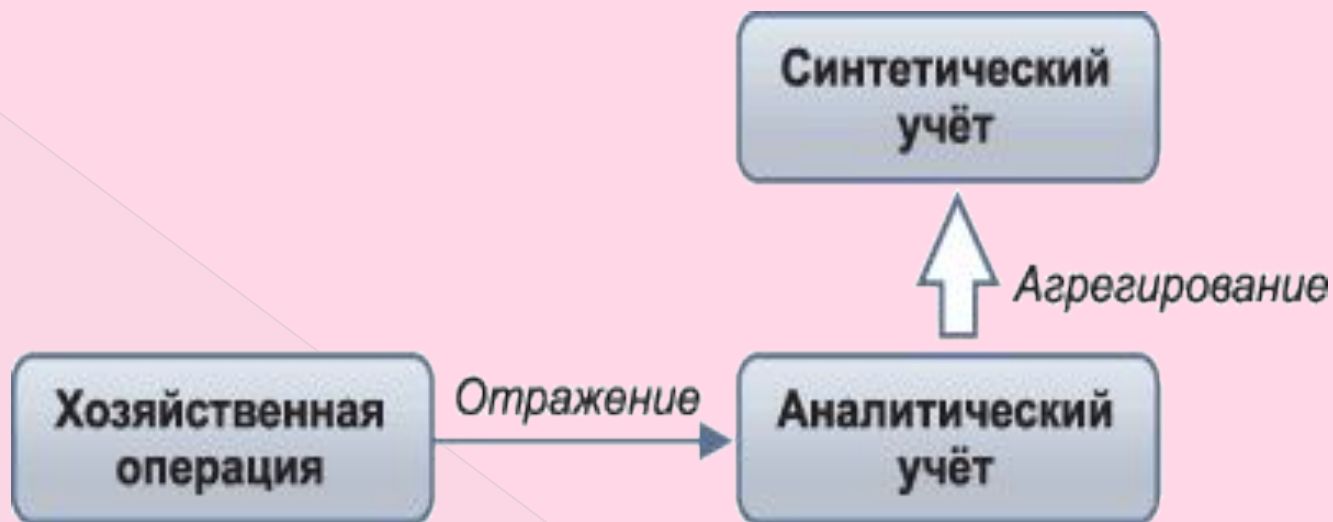 Синтетический
учёт
Агрегирование
Хозяйственная
операция
Отражение
Аналитический
учёт